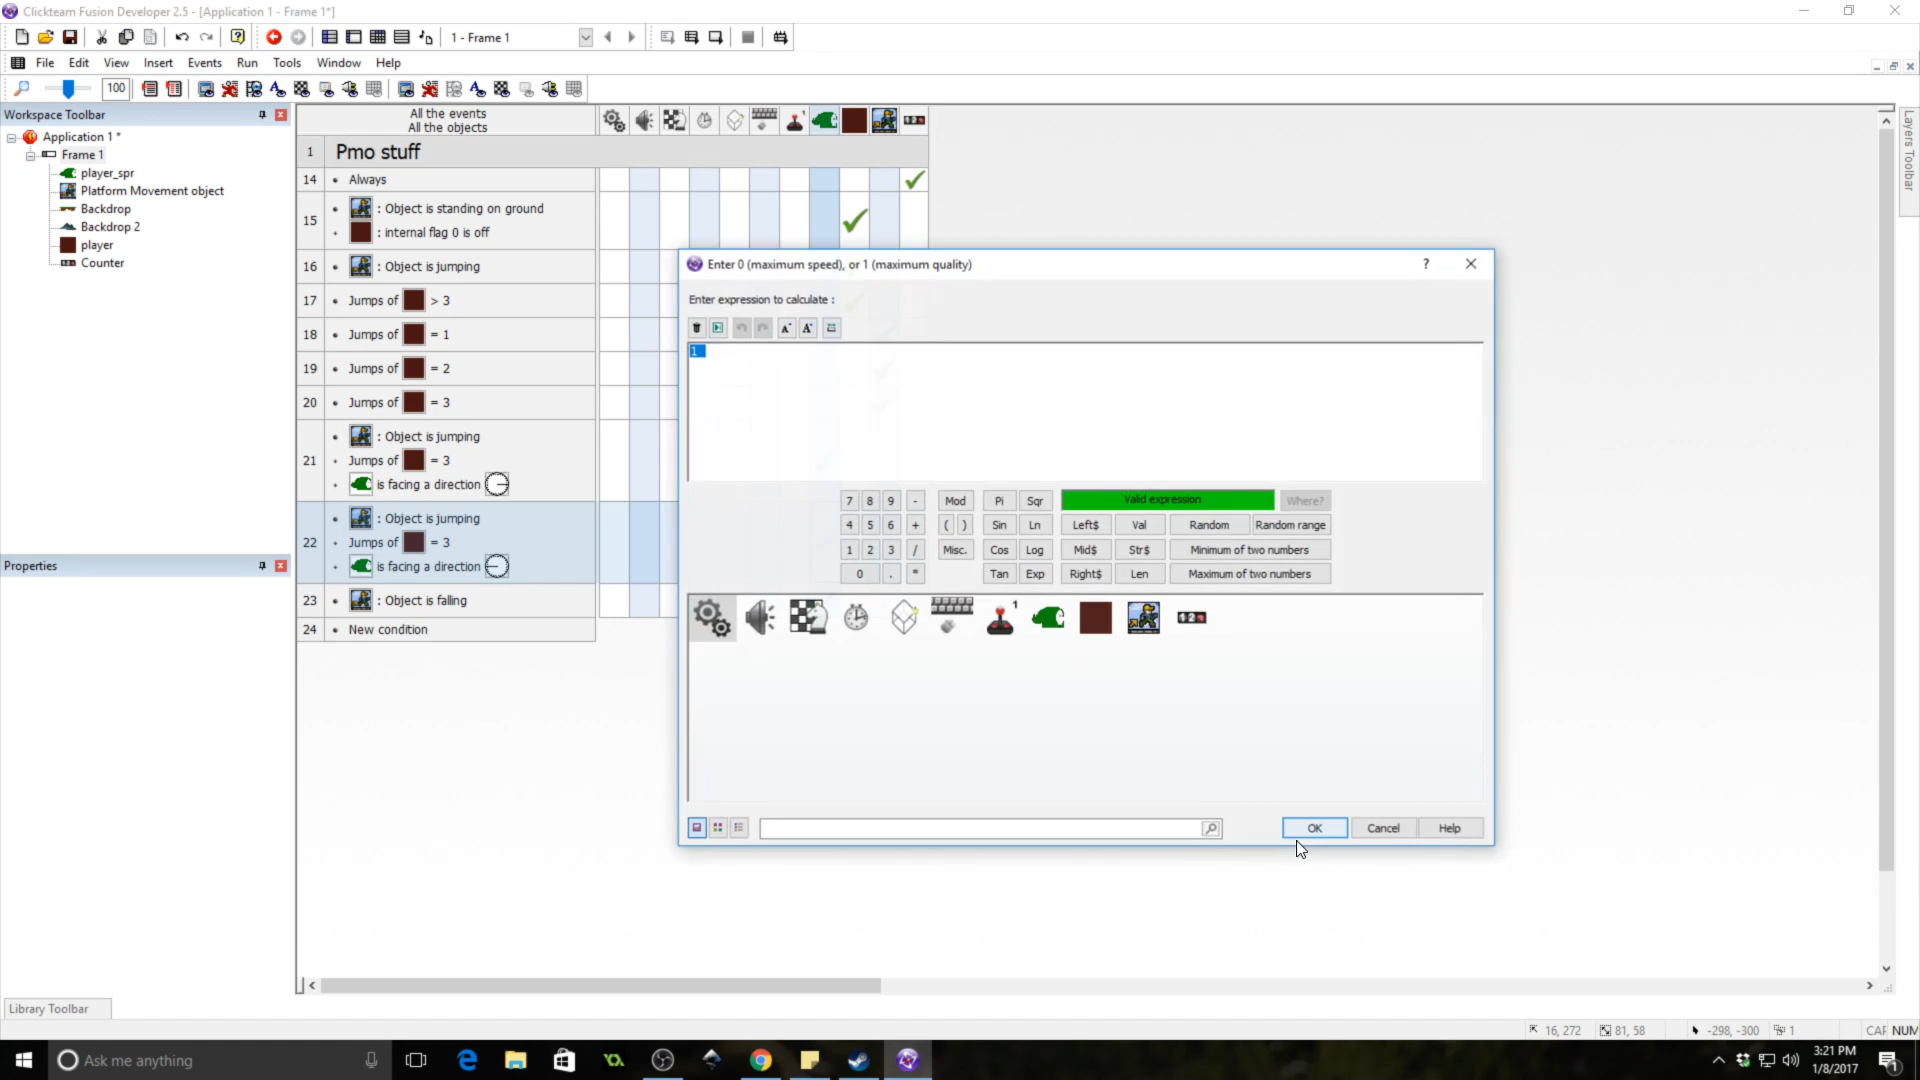 Clickteam Fusion Developer 2.5 - [Application 1 - Frame 1*]
1 - Frame 1
File Edit View Insert Events Run Tools Window Help
100
Workspace Toolbar
Application 1 *
Frame 1
player_spr
Platform Movement object
Backdrop
Backdrop 2
player
Counter
Properties
Library Toolbar
Layers Toolbar
All the events
All the objects
1 Pmo stuff
14 Always
15 : Object is standing on ground
: internal flag 0 is off
16 : Object is jumping
17 Jumps of > 3
18 Jumps of = 1
19 Jumps of = 2
20 Jumps of = 3
21 : Object is jumping
Jumps of = 3
is facing a direction
22 : Object is jumping
Jumps of = 3
is facing a direction
23 : Object is falling
24 New condition
Enter 0 (maximum speed), or 1 (maximum quality) ?
Enter expression to calculate :
1
7 8 9 - Mod Pi Sqr Valid expression Where?
4 5 6 + ( ) Sin Ln Left$ Val Random Random range
1 2 3 / Misc. Cos Log Mid$ Str$ Minimum of two numbers
0 . * Tan Exp Right$ Len Maximum of two numbers
1
OK Cancel Help
16, 272 81, 58 -298, -300 1 CAP NUM
Ask me anything
3:21 PM
1/8/2017
1